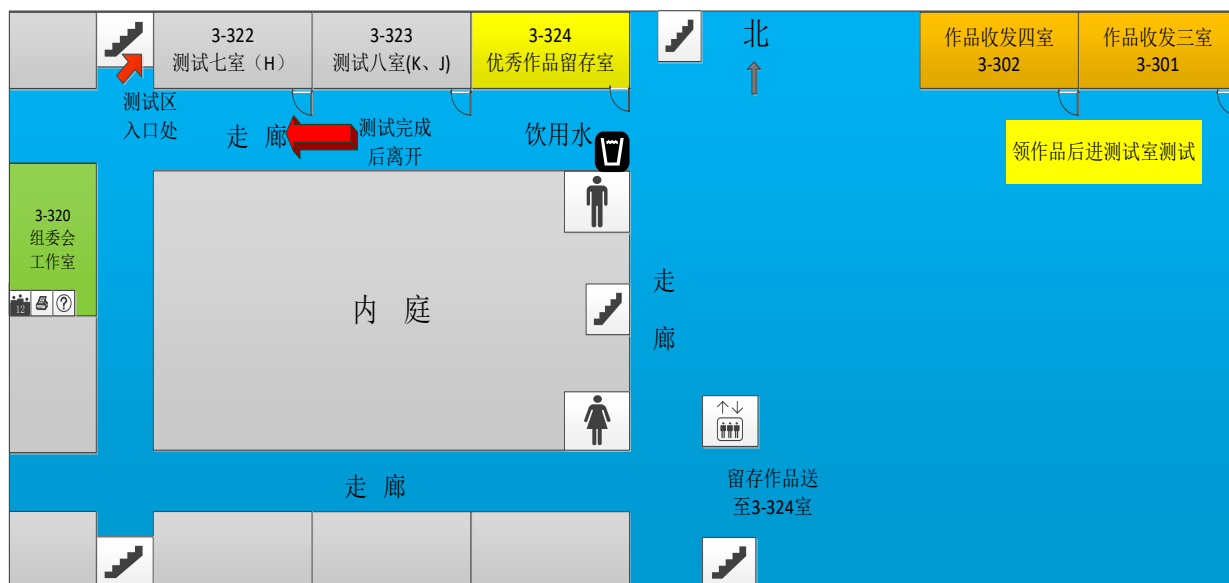 3-322
测试七室（H）
3-323
测试八室(K、J)
3-324
优秀作品留存室
北
作品收发四室
3-302
作品收发三室
3-301
测试区
入口处
走 廊
测试完成
后离开
饮用水
领作品后进测试室测试
3-320
组委会
工作室
12
内 庭
走
廊
走 廊
留存作品送
至3-324室